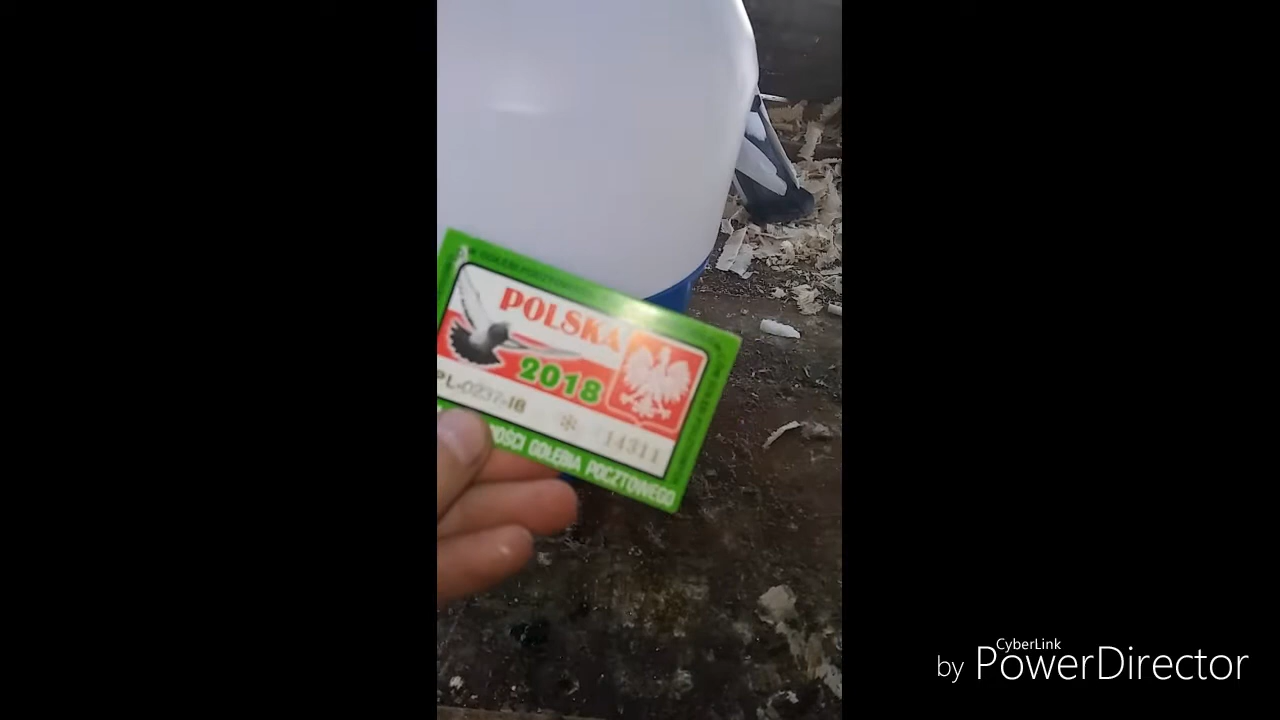 POLSKA
2018
PL-0237-18 * 14311
GOŁĘBIA POCZTOWEGO
CyberLink
by PowerDirector